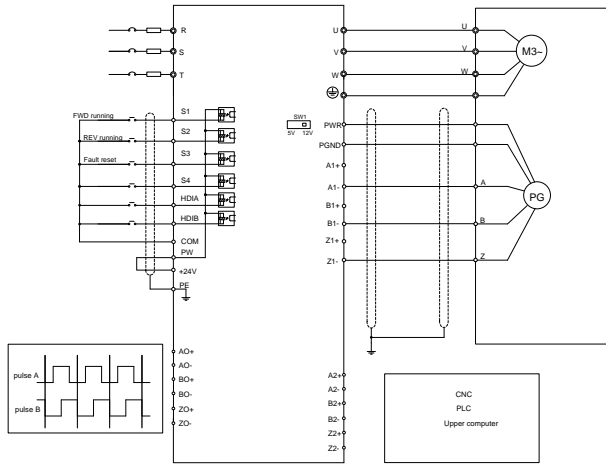 R
S
T
FWD running
REV running
Fault reset
S1
S2
S3
S4
HDIA
HDIB
COM
PW
+24V
PE
SW1
5V 12V
U
V
W
PWR
PGND
A1+
A1-
B1+
B1-
Z1+
Z1-
U
V
W
M3~
A
B
Z
PG
pulse A
pulse B
AO+
AO-
BO+
BO-
ZO+
ZO-
A2+
A2-
B2+
B2-
Z2+
Z2-
CNC
PLC
Upper computer